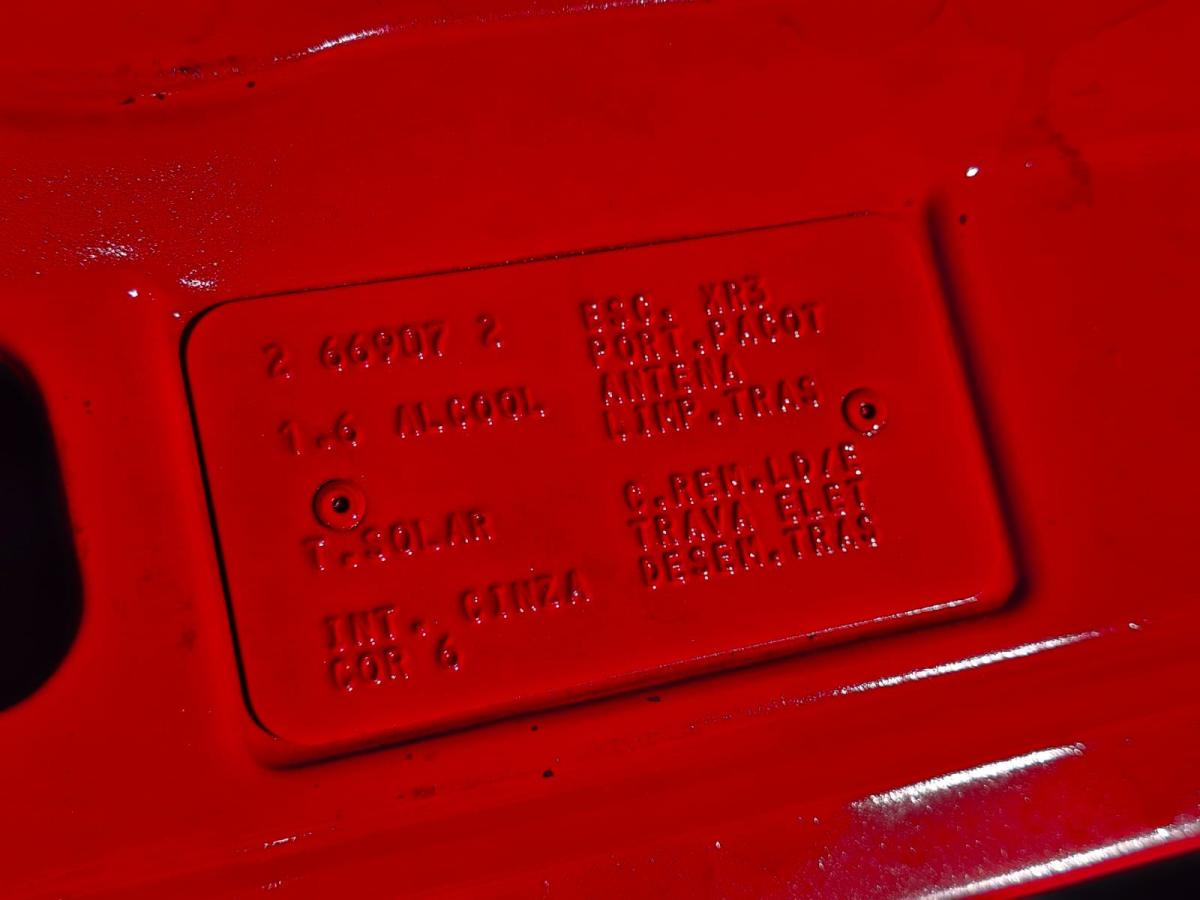 2 66907 2
1.6 ALCOOL
T.SOLAR
INT. CINZA
COR 6
ESC. XR3
PORT.PACOT
ANTENA
LIMP.TRAS
C.REM.LD/E
TRAVA ELET
DESEM.TRAS